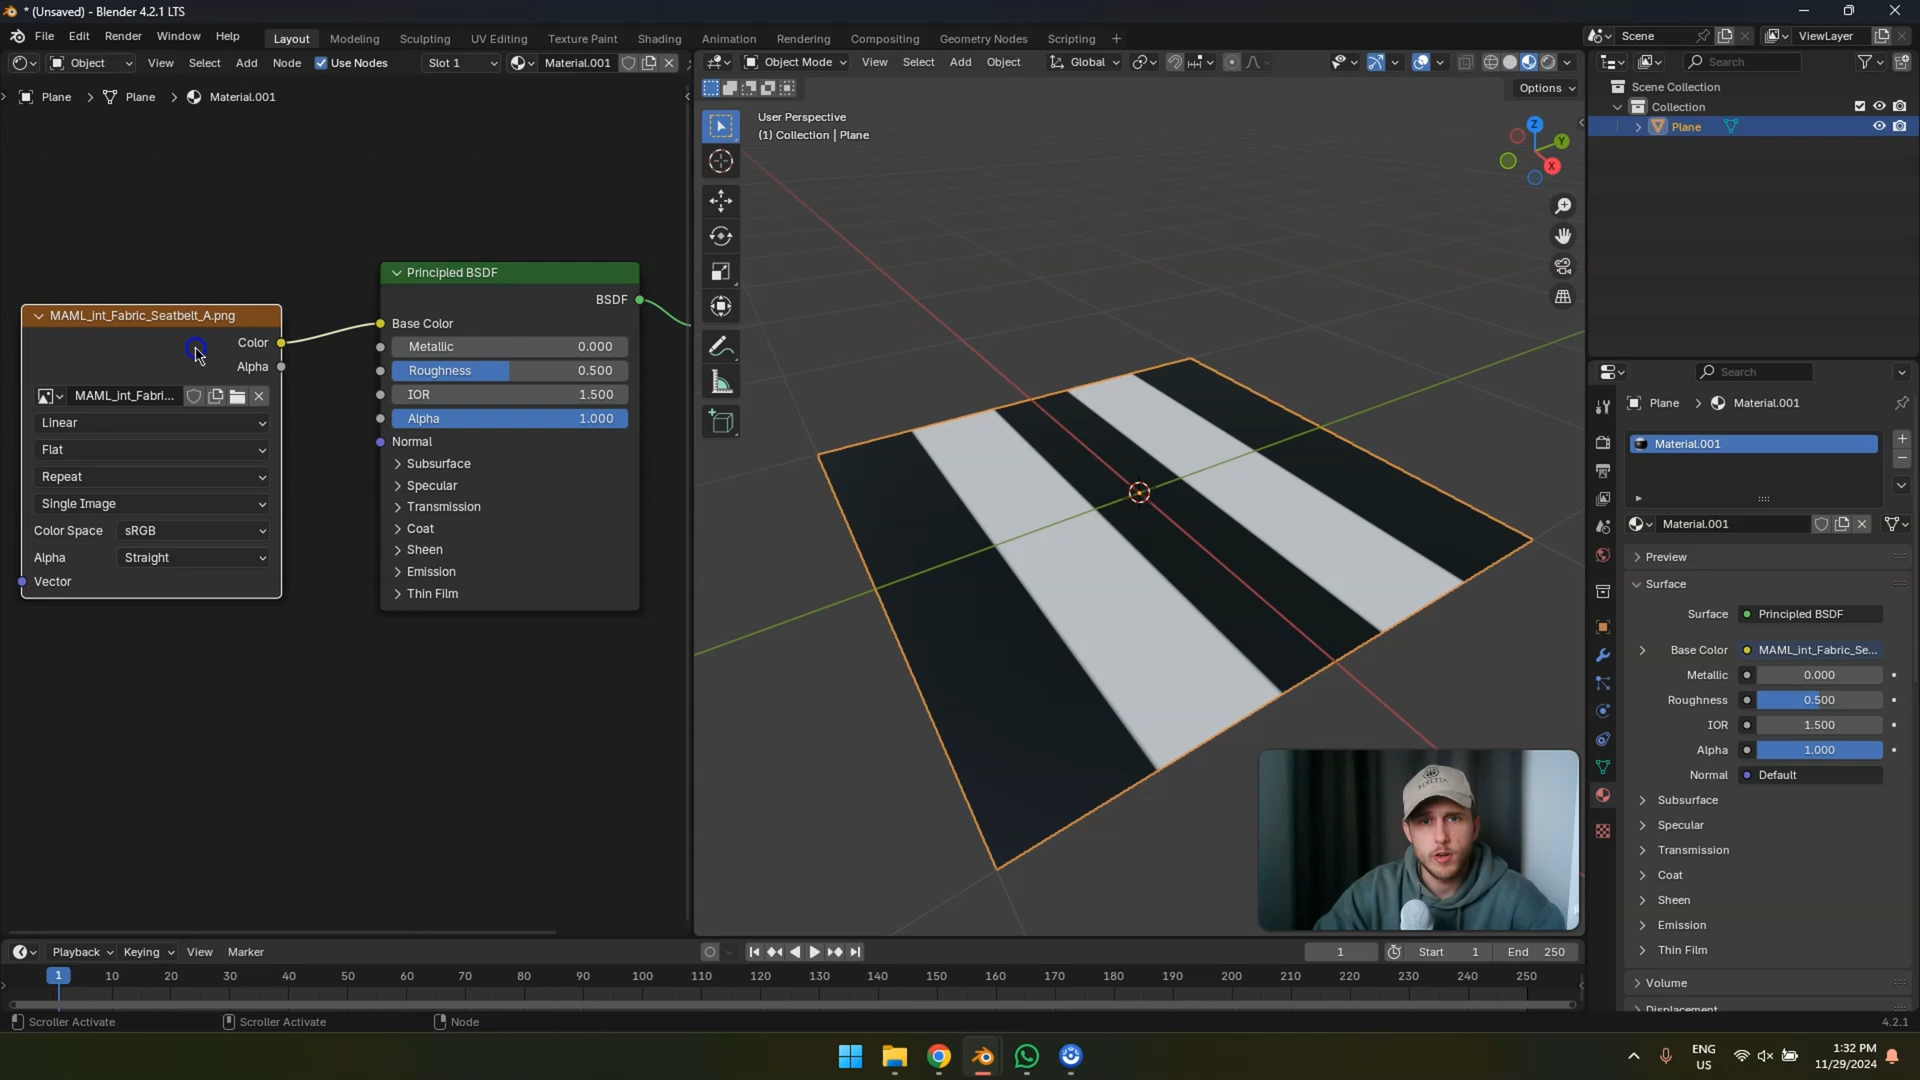 * (Unsaved) - Blender 4.2.1 LTS
File Edit Render Window Help
Layout Modeling Sculpting UV Editing Texture Paint Shading Animation Rendering Compositing Geometry Nodes Scripting +
Scene
ViewLayer
Object View Select Add Node Use Nodes Slot 1 Material.001
Object Mode View Select Add Object Global
Search
Plane > Plane > Material.001
Options
User Perspective
(1) Collection | Plane
Z
Y
X
Scene Collection
Collection
Plane
MAML_int_Fabric_Seatbelt_A.png
Color
Alpha
MAML_int_Fabri...
Linear
Flat
Repeat
Single Image
Color Space sRGB
Alpha Straight
Vector
Principled BSDF
BSDF
Base Color
Metallic 0.000
Roughness 0.500
IOR 1.500
Alpha 1.000
Normal
Subsurface
Specular
Transmission
Coat
Sheen
Emission
Thin Film
Search
Plane > Material.001
Material.001
Material.001
Preview
Surface
Surface Principled BSDF
Base Color MAML_int_Fabric_Se...
Metallic 0.000
Roughness 0.500
IOR 1.500
Alpha 1.000
Normal Default
Subsurface
Specular
Transmission
Coat
Sheen
Emission
Thin Film
Volume
Displacement
BERETTA
Playback Keying View Marker
1 Start 1 End 250
1 10 20 30 40 50 60 70 80 90 100 110 120 130 140 150 160 170 180 190 200 210 220 230 240 250
Scroller Activate Scroller Activate Node
4.2.1
ENG
US
1:32 PM
11/29/2024